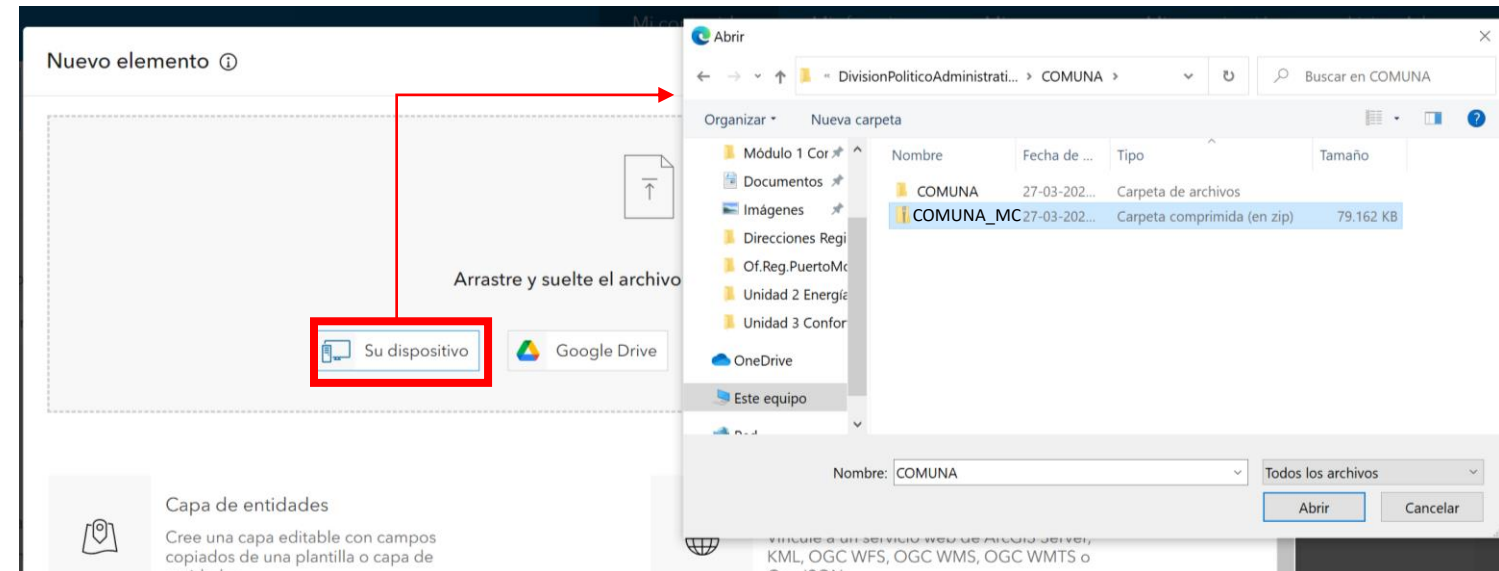 Nuevo elemento
Arrastre y suelte el archivo
Su dispositivo
Google Drive
Capa de entidades
Cree una capa editable con campos
copiados de una plantilla o capa de
Abrir
« DivisionPoliticoAdministrati... > COMUNA >
Buscar en COMUNA
Organizar
Nueva carpeta
Módulo 1 Cor
Documentos
Imágenes
Direcciones Regi
Of.Reg.PuertoMc
Unidad 2 Energía
Unidad 3 Confor
OneDrive
Este equipo
Nombre Fecha de ... Tipo Tamaño
COMUNA 27-03-202... Carpeta de archivos
COMUNA_MC 27-03-202... Carpeta comprimida (en zip) 79.162 KB
Nombre: COMUNA
Todos los archivos
Abrir
Cancelar
KML, OGC WFS, OGC WMS, OGC WMTS o